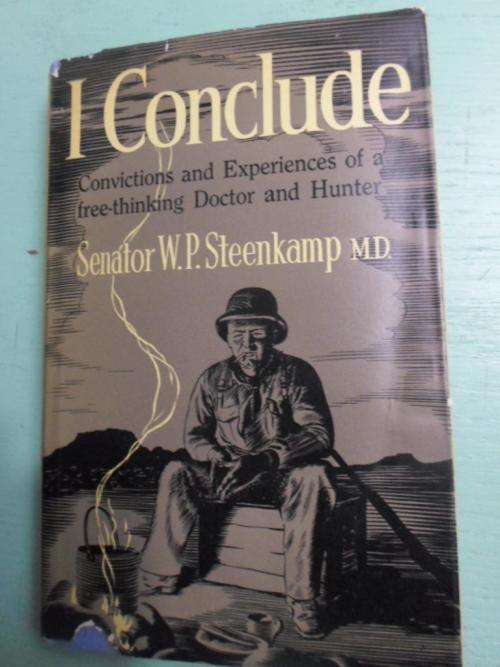 I Conclude
Convictions and Experiences of a
free-thinking Doctor and Hunter
Senator W.P. Steenkamp M.D.